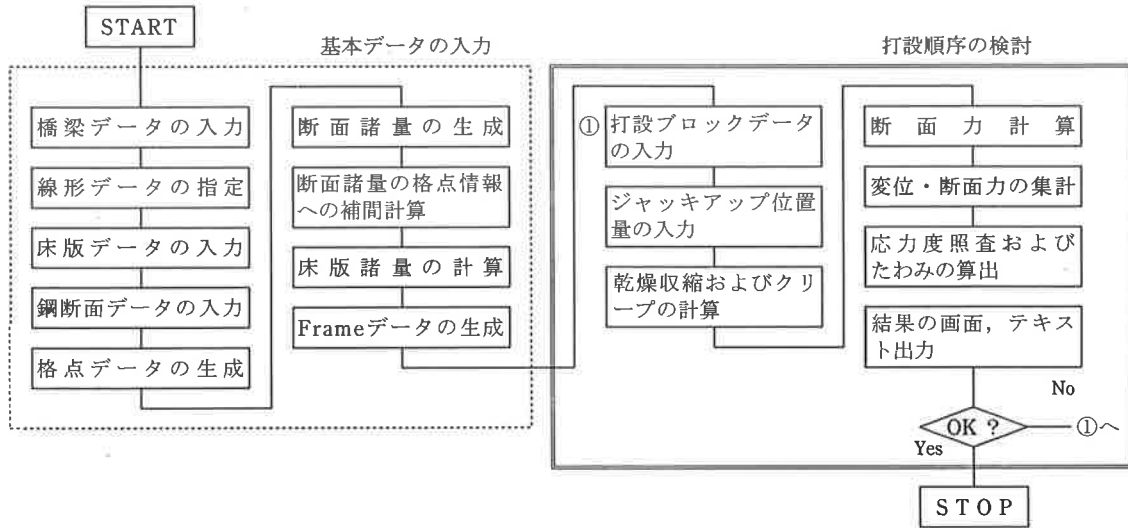 START
基本データの入力
橋梁データの入力
線形データの指定
床版データの入力
鋼断面データの入力
格点データの生成
断面諸量の生成
断面諸量の格点情報
への補間計算
床版諸量の計算
Frameデータの生成
打設順序の検討
① 打設ブロックデータ
の入力
ジャッキアップ位置
量の入力
乾燥収縮およびクリ
ープの計算
断面力計算
変位・断面力の集計
応力度照査および
たわみの算出
結果の画面，テキス
ト出力
No
OK ?
①へ
Yes
STOP